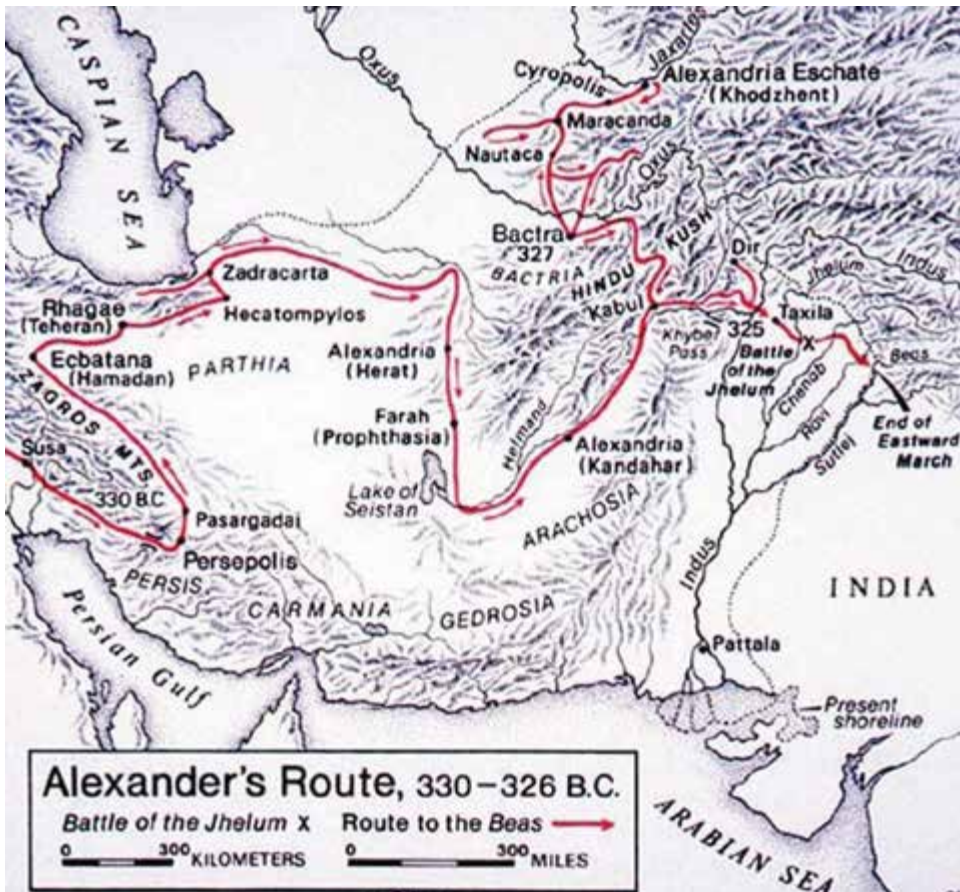 CASPIAN
SEA
Oxus
Jaxartes
Cyropolis
Alexandria Eschate
(Khodzhent)
Maracanda
Nautaca
Oxus
Bactra
327
BACTRIA
HINDU
KUSH
Dir
Indus
Jhelum
Zadracarta
Rhagae
(Teheran)
Hecatompylos
Kabul
Khyber
Pass
325
Taxila
X
Battle
of the
Jhelum
Beas
Ecbatana
(Hamadan)
PARTHIA
Alexandria
(Herat)
Chenab
Ravi
Sutlej
End of
Eastward
March
ZAGROS MTS
Susa
330 B.C
Farah
(Prophthasia)
Helmand
Alexandria
(Kandahar)
Lake of
Seistan
ARACHOSIA
Pasargadai
Persepolis
PERSIS
CARMANIA
GEDROSIA
Indus
INDIA
Persian Gulf
Pattala
Present
shoreline
ARABIAN SEA
Alexander's Route, 330–326 B.C.
Battle of the Jhelum X Route to the Beas
0 300 KILOMETERS 0 300 MILES